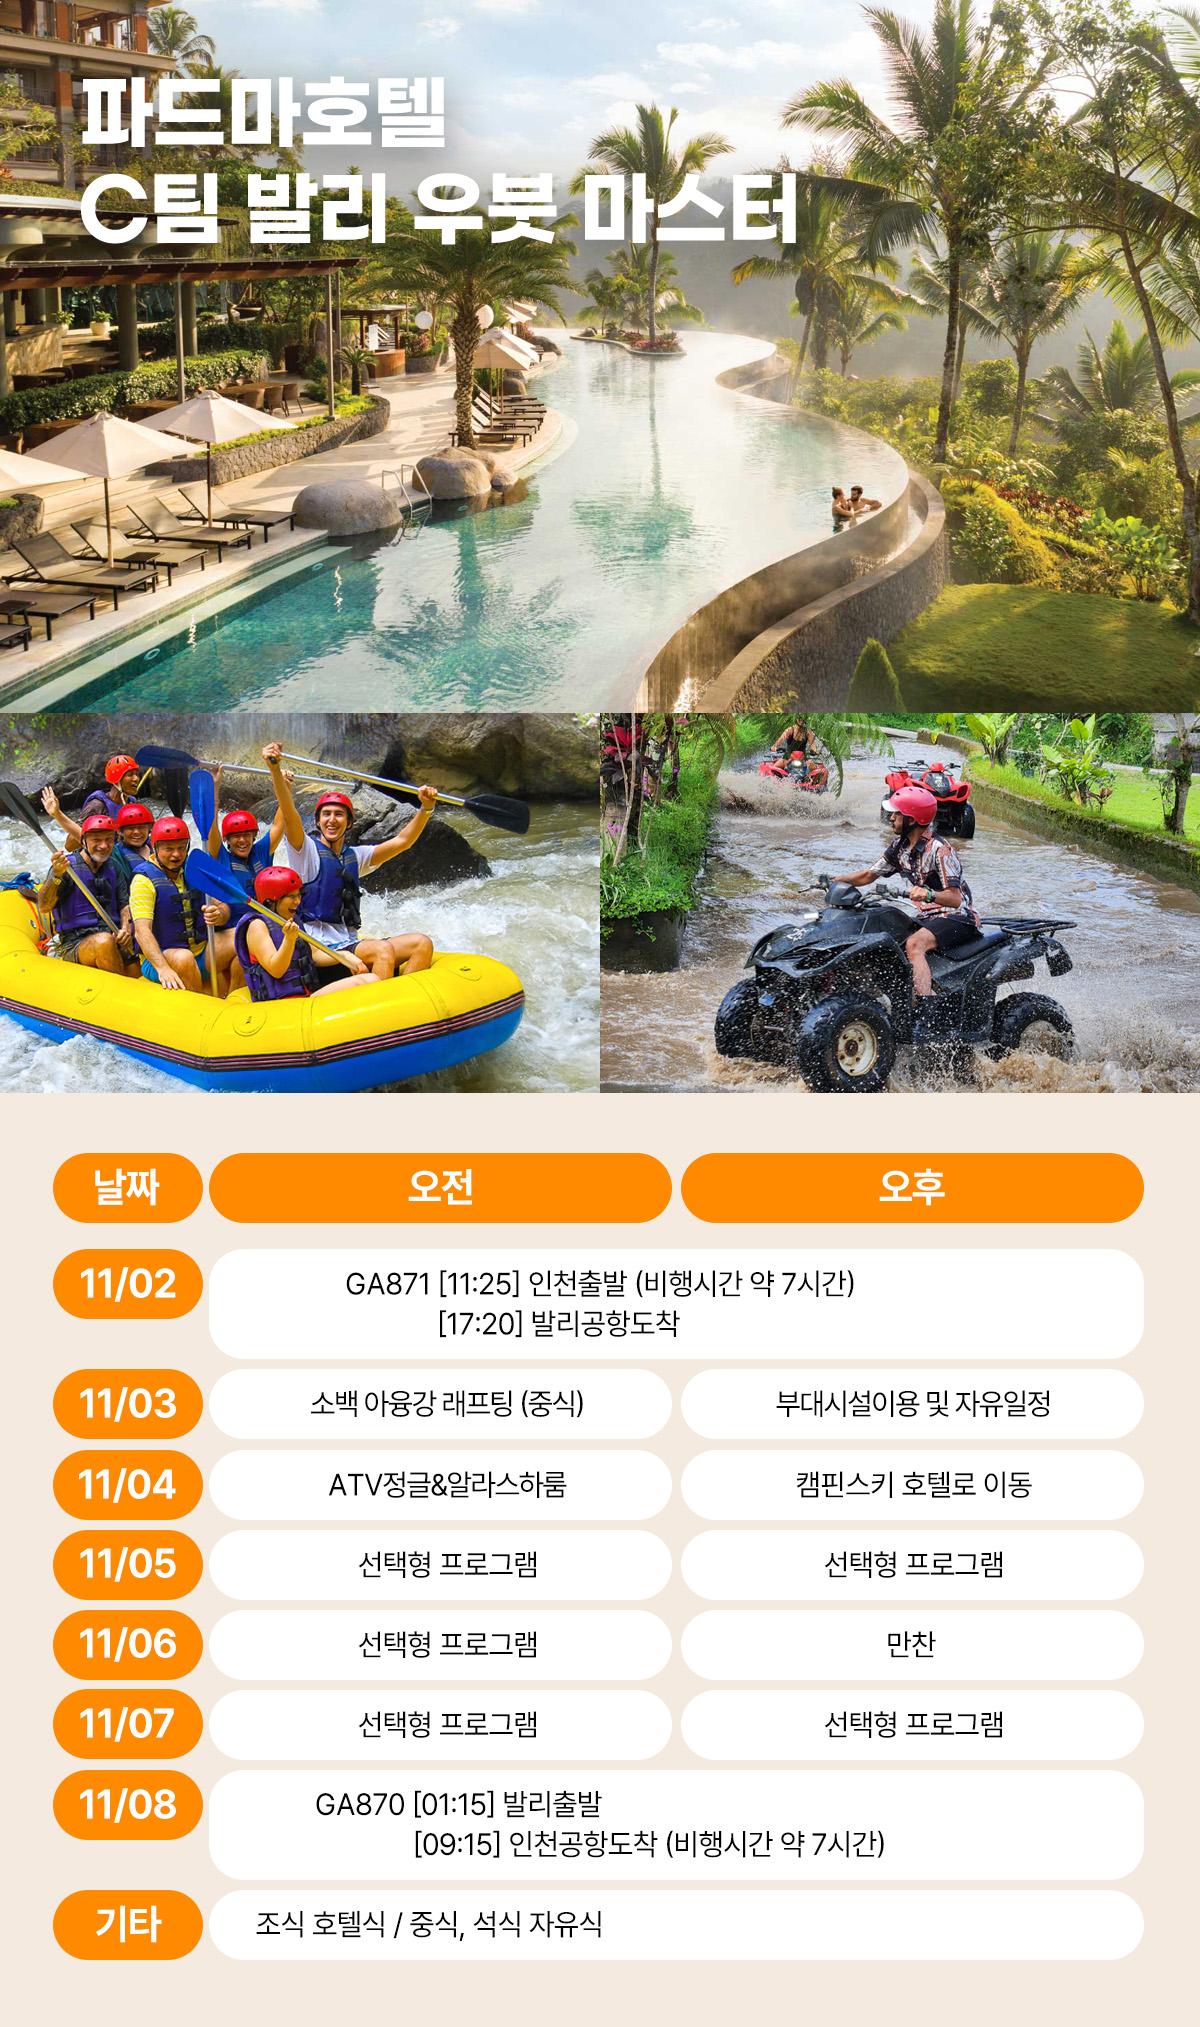 파드마호텔
C팀 발리 우붓 마스터
날짜 오전 오후
11/02 GA871 [11:25] 인천출발 (비행시간 약 7시간)
[17:20] 발리공항도착
11/03 소백 아융강 래프팅 (중식) 부대시설이용 및 자유일정
11/04 ATV정글&알라스하룸 캠핀스키 호텔로 이동
11/05 선택형 프로그램 선택형 프로그램
11/06 선택형 프로그램 만찬
11/07 선택형 프로그램 선택형 프로그램
11/08 GA870 [01:15] 발리출발
[09:15] 인천공항도착 (비행시간 약 7시간)
기타 조식 호텔식 / 중식, 석식 자유식